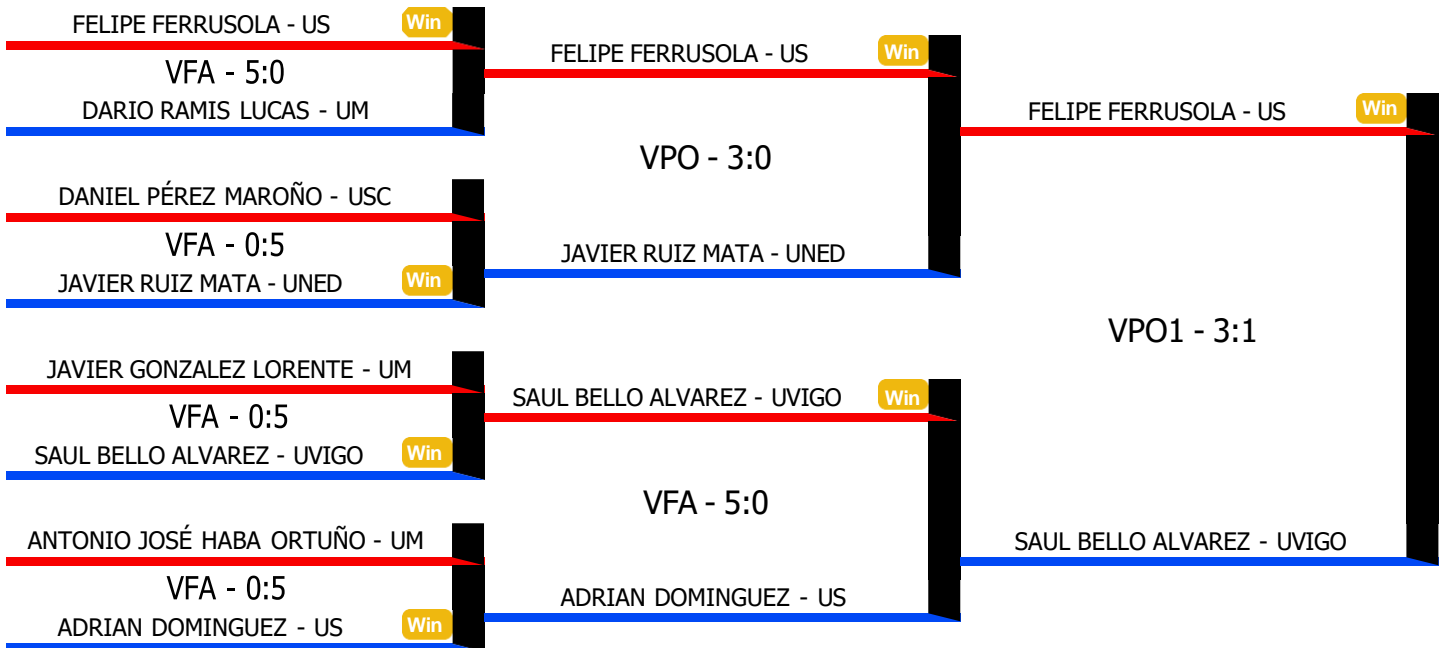 FELIPE FERRUSOLA - US Win
VFA - 5:0
DARIO RAMIS LUCAS - UM
DANIEL PÉREZ MAROÑO - USC
VFA - 0:5
JAVIER RUIZ MATA - UNED Win
JAVIER GONZALEZ LORENTE - UM
VFA - 0:5
SAUL BELLO ALVAREZ - UVIGO Win
ANTONIO JOSÉ HABA ORTUÑO - UM
VFA - 0:5
ADRIAN DOMINGUEZ - US Win
FELIPE FERRUSOLA - US Win
VPO - 3:0
JAVIER RUIZ MATA - UNED
SAUL BELLO ALVAREZ - UVIGO Win
VFA - 5:0
ADRIAN DOMINGUEZ - US
FELIPE FERRUSOLA - US Win
VPO1 - 3:1
SAUL BELLO ALVAREZ - UVIGO